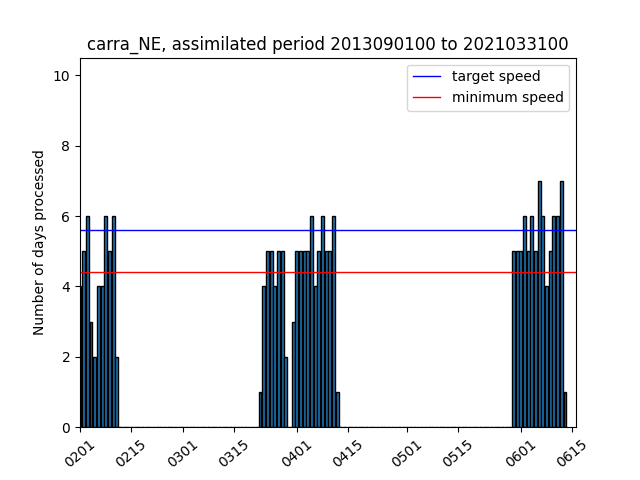 carra_NE, assimilated period 2013090100 to 2021033100
target speed
minimum speed
Number of days processed
10
8
6
4
2
0
0201 0215 0301 0315 0401 0415 0501 0515 0601 0615